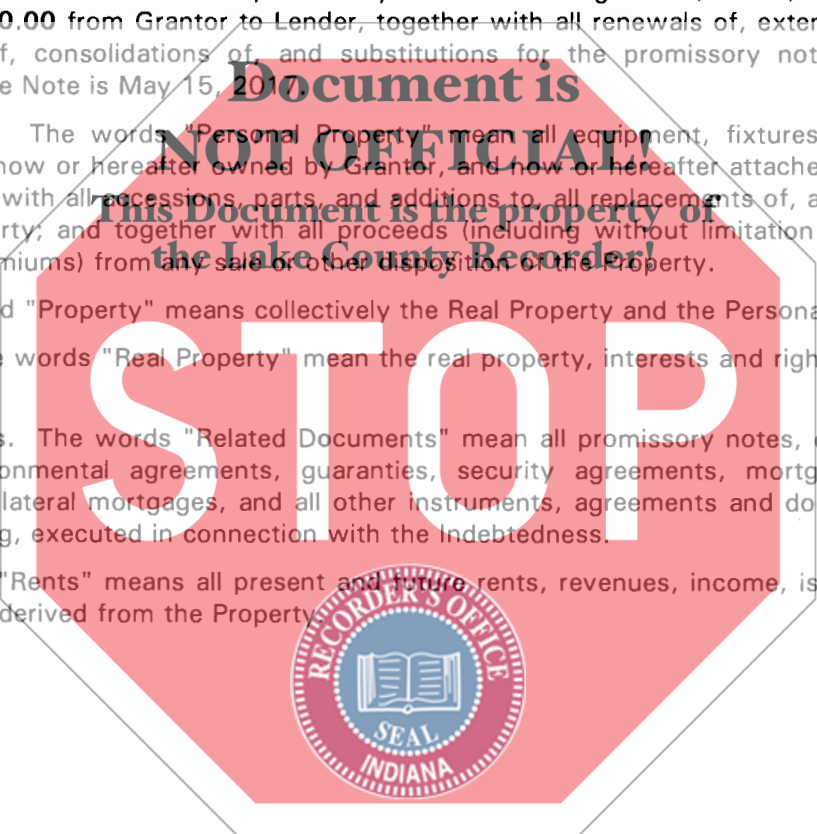 0.00 from Grantor to Lender, together with all renewals of, exten
f, consolidations of, and substitutions for the promissory not
e Note is May 15, 2017.
Document is
NOT OFFICIAL!
This Document is the property of
the Lake County Recorder!
The words "Personal Property" mean all equipment, fixtures
now or hereafter owned by Grantor, and now or hereafter attache
with all accessions, parts, and additions to, all replacements of, a
rty; and together with all proceeds (including without limitation
miums) from any sale or other disposition of the Property.
d "Property" means collectively the Real Property and the Persona
e words "Real Property" mean the real property, interests and righ
STOP
s. The words "Related Documents" mean all promissory notes,
onmental agreements, guaranties, security agreements, mortg
lateral mortgages, and all other instruments, agreements and do
g, executed in connection with the Indebtedness.
"Rents" means all present and future rents, revenues, income, is
derived from the Property.
RECORDER'S OFFICE
SEAL
INDIANA